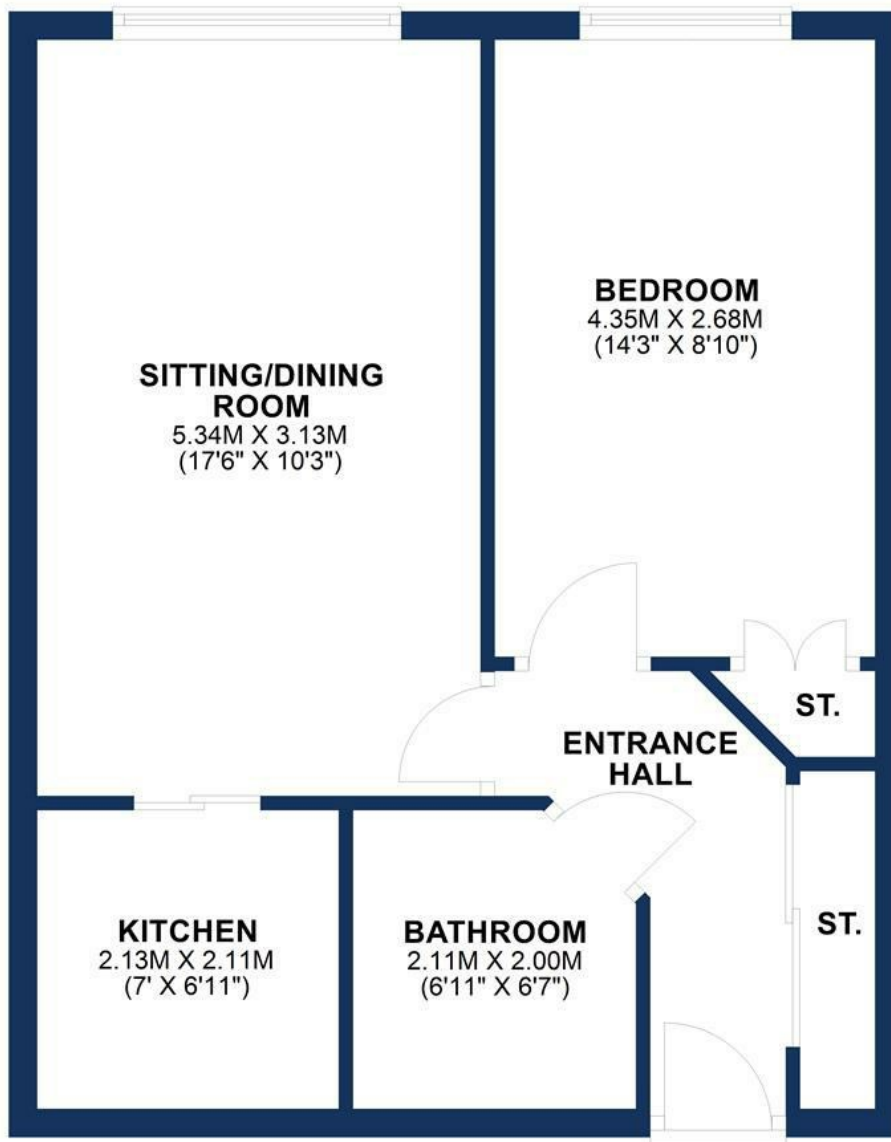 BEDROOM
4.35M X 2.68M
(14'3" X 8'10")
SITTING/DINING
ROOM
5.34M X 3.13M
(17'6" X 10'3")
ST.
ENTRANCE
HALL
KITCHEN
2.13M X 2.11M
(7' X 6'11")
BATHROOM
2.11M X 2.00M
(6'11" X 6'7")
ST.